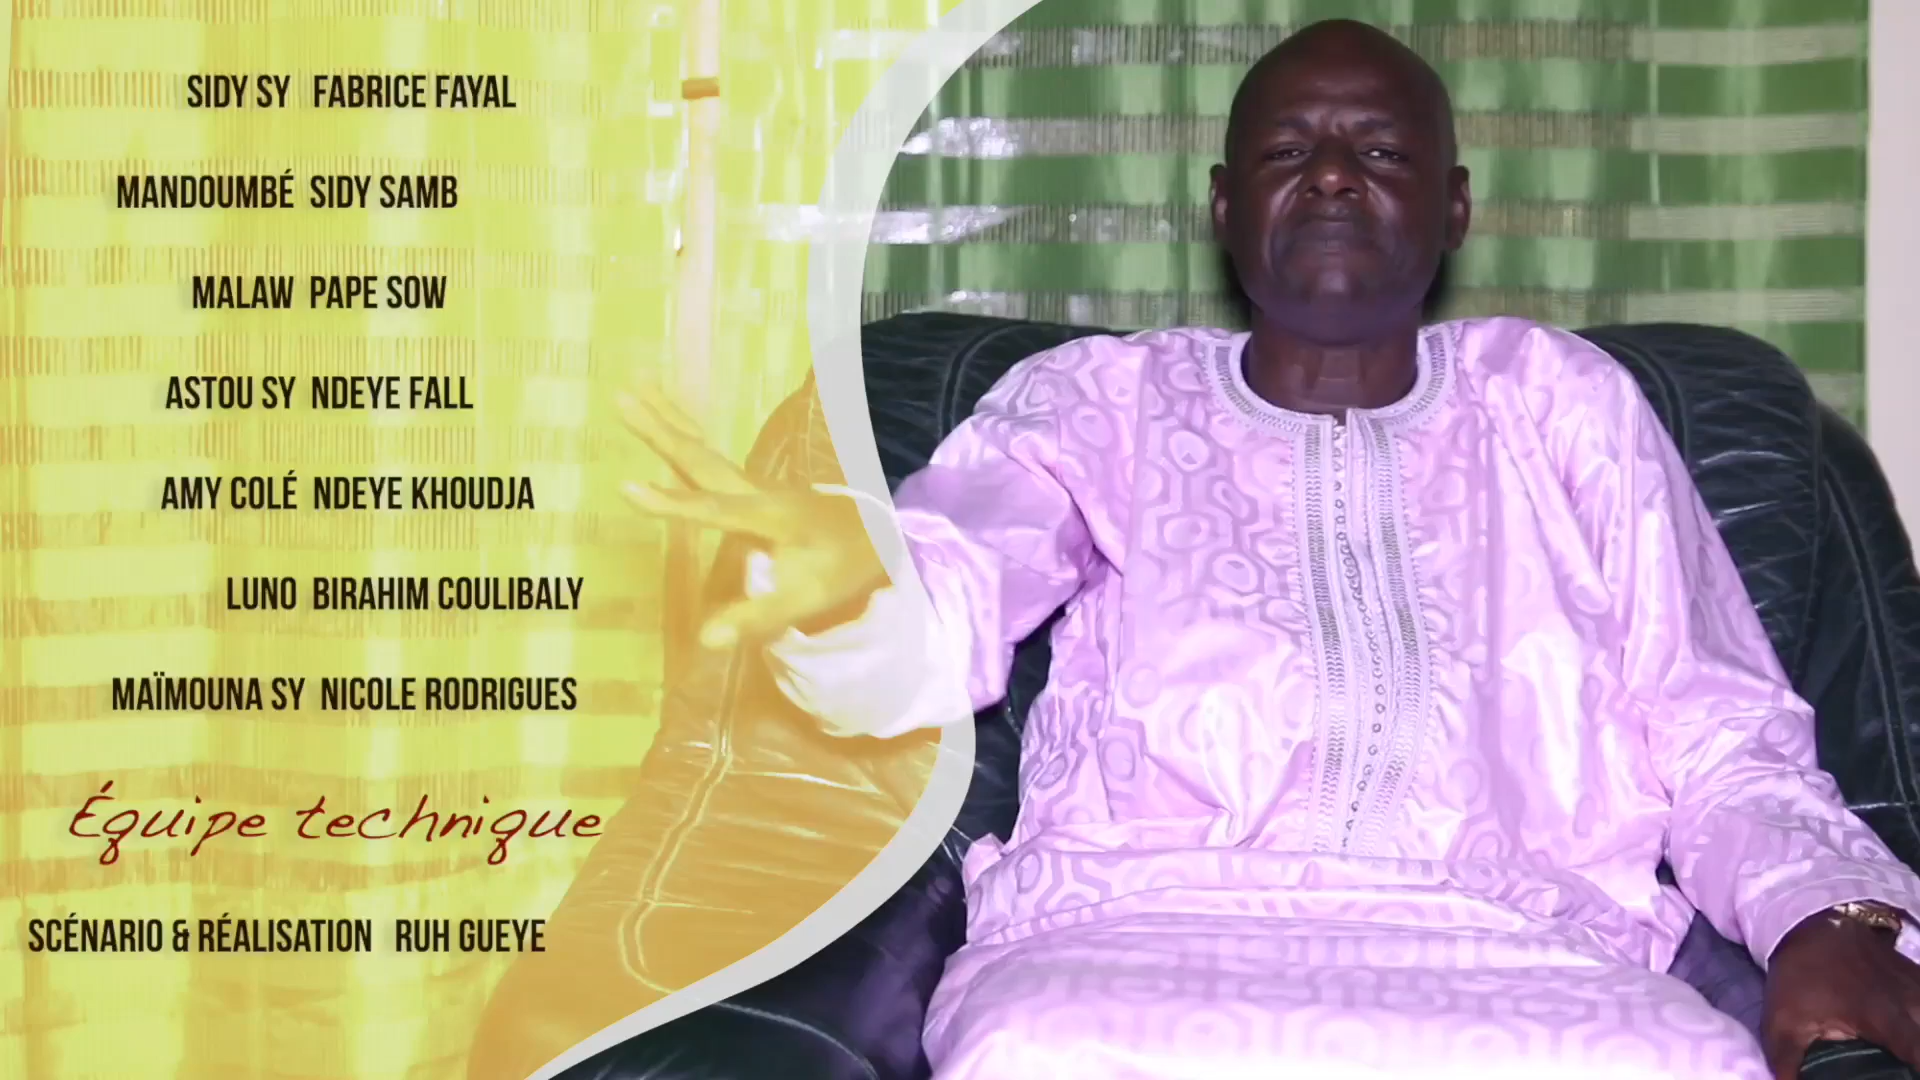 SIDY SY FABRICE FAYAL
MANDOUMBÉ SIDY SAMB
MALAW PAPE SOW
ASTOU SY NDEYE FALL
AMY COLÉ NDEYE KHOUDJA
LUNO BIRAHIM COULIBALY
MAÏMOUNA SY NICOLE RODRIGUES
Équipe technique
SCÉNARIO & RÉALISATION RUH GUEYE